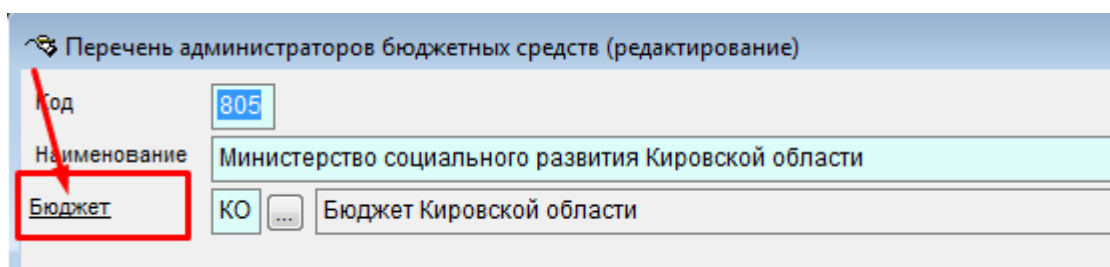 Перечень администраторов бюджетных средств (редактирование)
Код 805
Наименование Министерство социального развития Кировской области
Бюджет КО ... Бюджет Кировской области